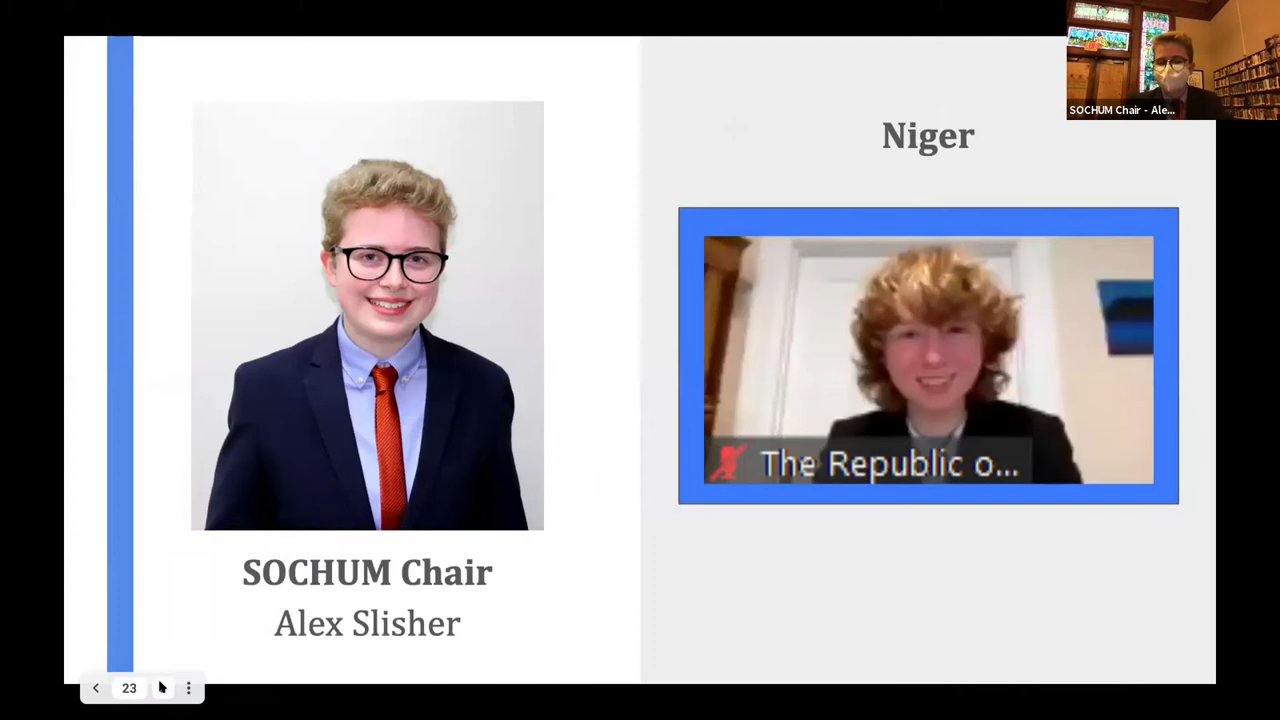 SOCHUM Chair - Ale...
Niger
The Republic o...
SOCHUM Chair
Alex Slisher
23